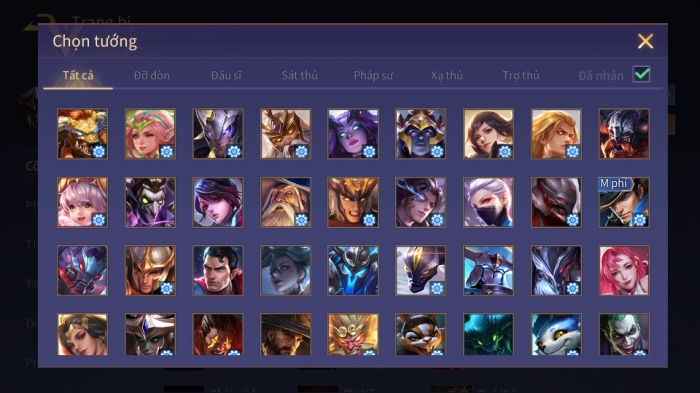 Trang bị
Chọn tướng
Tất cả
Đỡ đòn
Đấu sĩ
Sát thủ
Pháp sư
Xạ thủ
Trợ thủ
Đã nhận
M phí